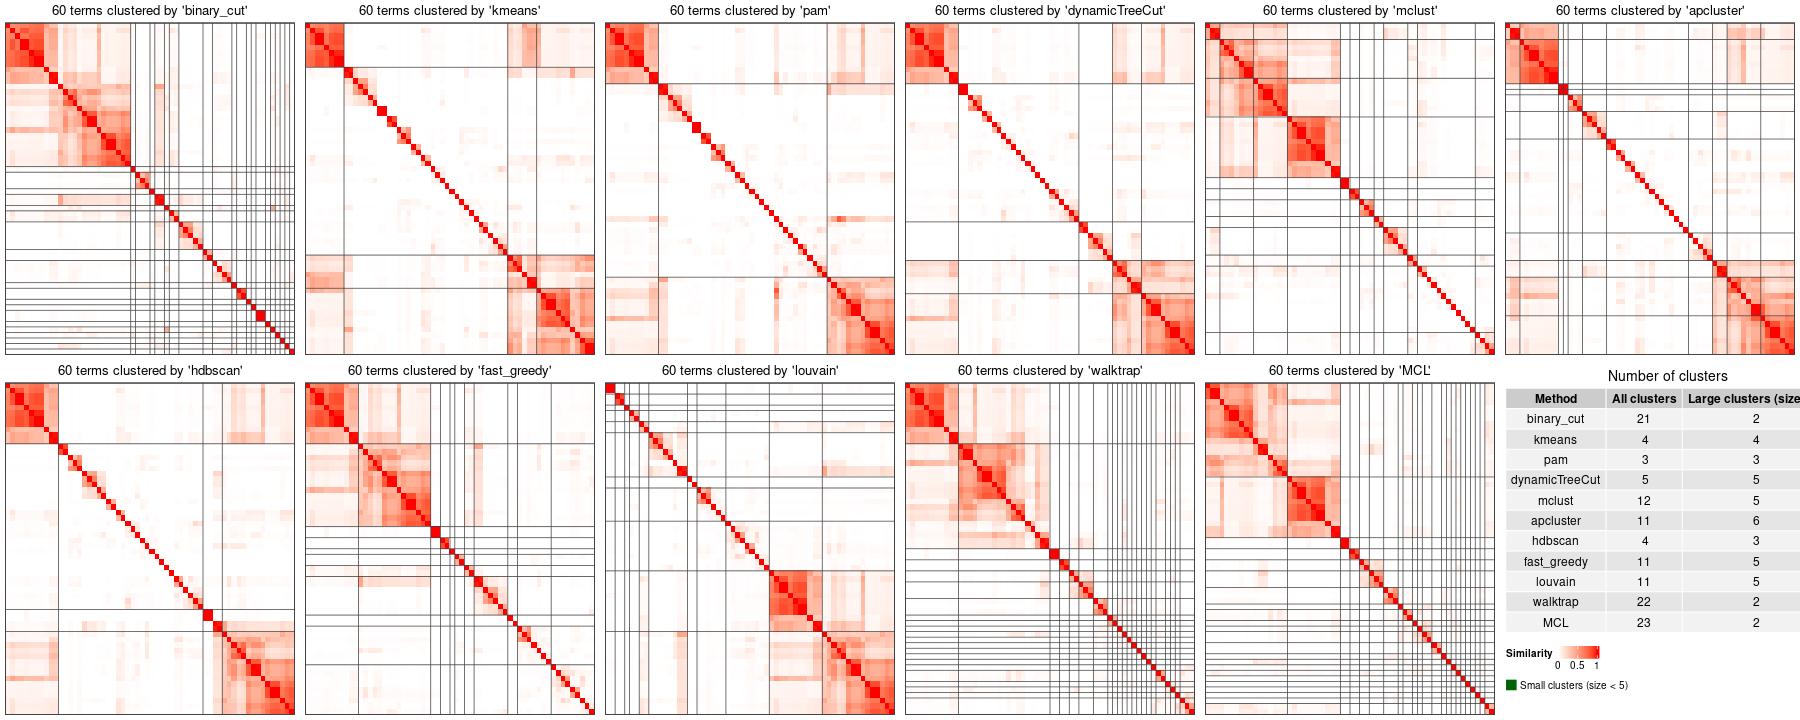 60 terms clustered by 'binary_cut'
60 terms clustered by 'kmeans'
60 terms clustered by 'pam'
60 terms clustered by 'dynamicTreeCut'
60 terms clustered by 'mclust'
60 terms clustered by 'apcluster'
60 terms clustered by 'hdbscan'
60 terms clustered by 'fast_greedy'
60 terms clustered by 'louvain'
60 terms clustered by 'walktrap'
60 terms clustered by 'MCL'
Number of clusters
Method All clusters Large clusters (size
binary_cut 21 2
kmeans 4 4
pam 3 3
dynamicTreeCut 5 5
mclust 12 5
apcluster 11 6
hdbscan 4 3
fast_greedy 11 5
louvain 11 5
walktrap 22 2
MCL 23 2
Similarity
0 0.5 1
Small clusters (size < 5)